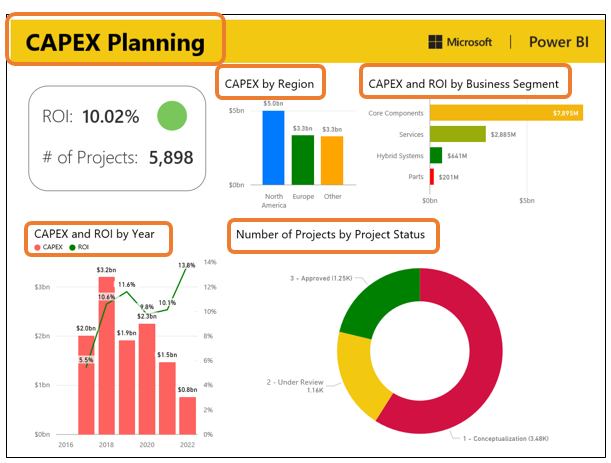 CAPEX Planning
Microsoft | Power BI
ROI: 10.02%
# of Projects: 5,898
CAPEX by Region
$5bn
$0bn
$5.0bn
$3.3bn
$3.3bn
North America
Europe
Other
CAPEX and ROI by Business Segment
Core Components
$7,895M
Services
$2,885M
Hybrid Systems
$641M
Parts
$201M
$0bn
$5bn
CAPEX and ROI by Year
CAPEX
ROI
$3bn
$2bn
$1bn
$0bn
$2.0bn
$3.2bn
$1.9bn
$2.3bn
$1.5bn
$0.8bn
5.5%
10.6%
11.6%
9.8%
10.1%
13.8%
14%
12%
10%
8%
6%
4%
2%
0%
2016
2018
2020
2022
Number of Projects by Project Status
3 - Approved (1.25K)
2 - Under Review
1.16K
1 - Conceptualization (3.48K)